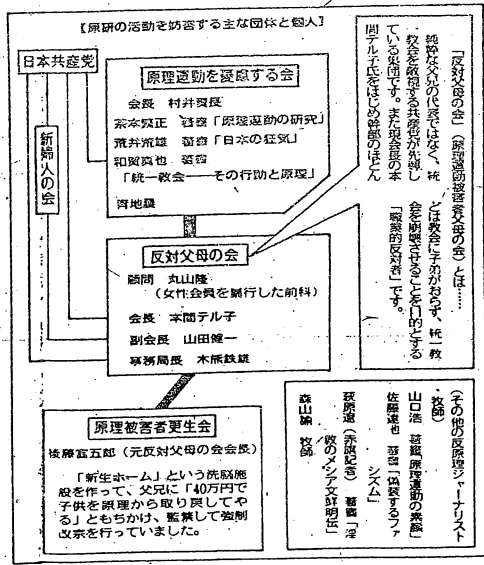 【原研の活動を妨害する主な団体と個人】
日本共産党
新婦人の会
原理運動を憂慮する会
会長 村井資長
茶本繁正 著書「原理運動の研究」
荒井荒雄 著書「日本の狂気」
和賀真也 著書
「統一教会――その行動と原理」
青地晨
反対父母の会
顧問 丸山隆
(女性会員を暴行した前科)
会長 本間テル子
副会長 山田健一
事務局長 木熊鉄雄
原理被害者更生会
後藤富五郎(元反対父母の会会長)
「新生ホーム」という洗脳施
設を作って、父兄に「40万円で
子供を原理から取り戻してや
る」ともちかけ、監禁して強制
改宗を行っていました。
「反対父母の会」(原理運動被害者父母の会)とは……
純粋な父兄の代表ではなく、統
一教会を敵視する共産党が先導し
ている集団です。また現会長の本
間テル子氏をはじめ幹部のほとん
どは教会に子弟がおらず、統一教
会を崩壊させることを目的とする
「職業的反対者」です。
(その他の反原理ジャーナリスト
・牧師)
山口浩 著書「原理運動の素顔」
佐藤達也 著書「偽装するファ
シズム」
萩原遼(赤旗記者) 著書「淫
教のメシア文鮮明伝」
森山諭 牧師